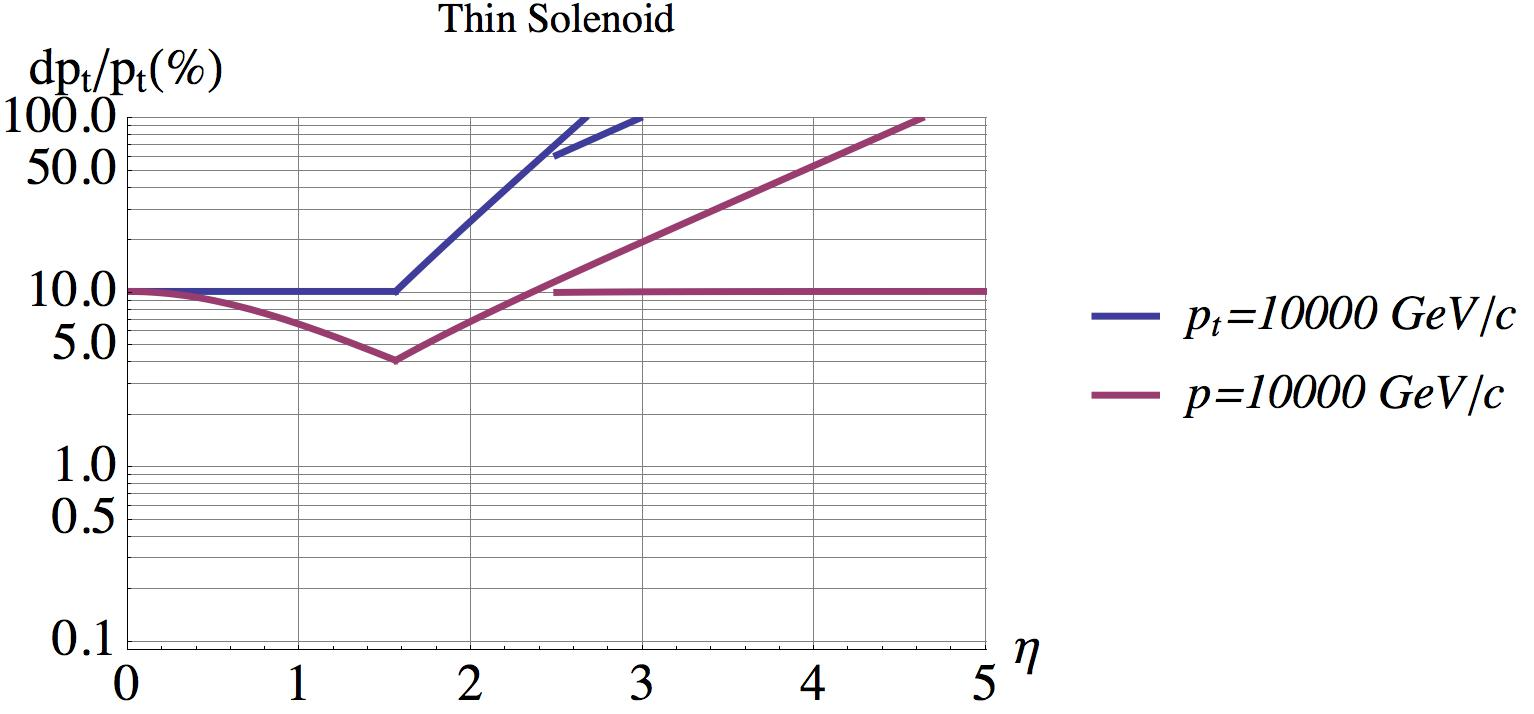 Thin Solenoid
dpt/pt(%)
100.0
50.0
10.0
5.0
1.0
0.5
0.1
0 1 2 3 4 5
η
pt=10000 GeV/c
p=10000 GeV/c